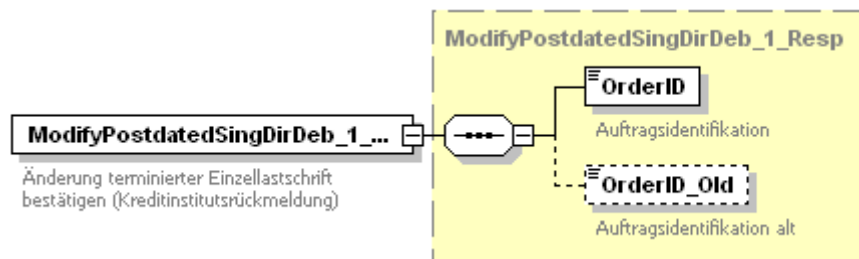 ModifyPostdatedSingDirDeb_1_Resp
OrderID
Auftragsidentifikation
ModifyPostdatedSingDirDeb_1_...
Änderung terminierter Einzellastschrift
bestätigen (Kreditinstitutsrückmeldung)
OrderID_Old
Auftragsidentifikation alt